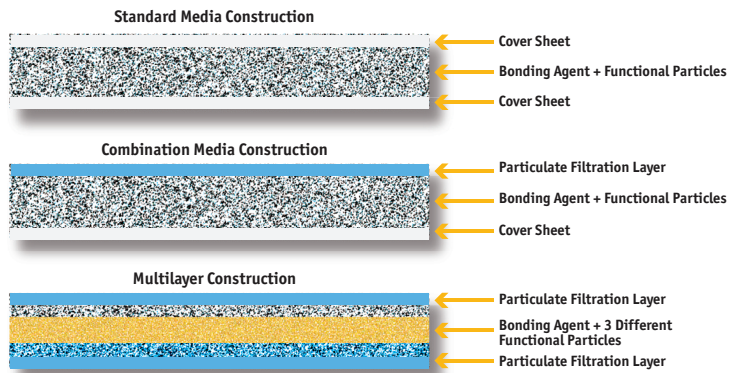 Standard Media Construction
Cover Sheet
Bonding Agent + Functional Particles
Cover Sheet
Combination Media Construction
Particulate Filtration Layer
Bonding Agent + Functional Particles
Cover Sheet
Multilayer Construction
Particulate Filtration Layer
Bonding Agent + 3 Different
Functional Particles
Particulate Filtration Layer